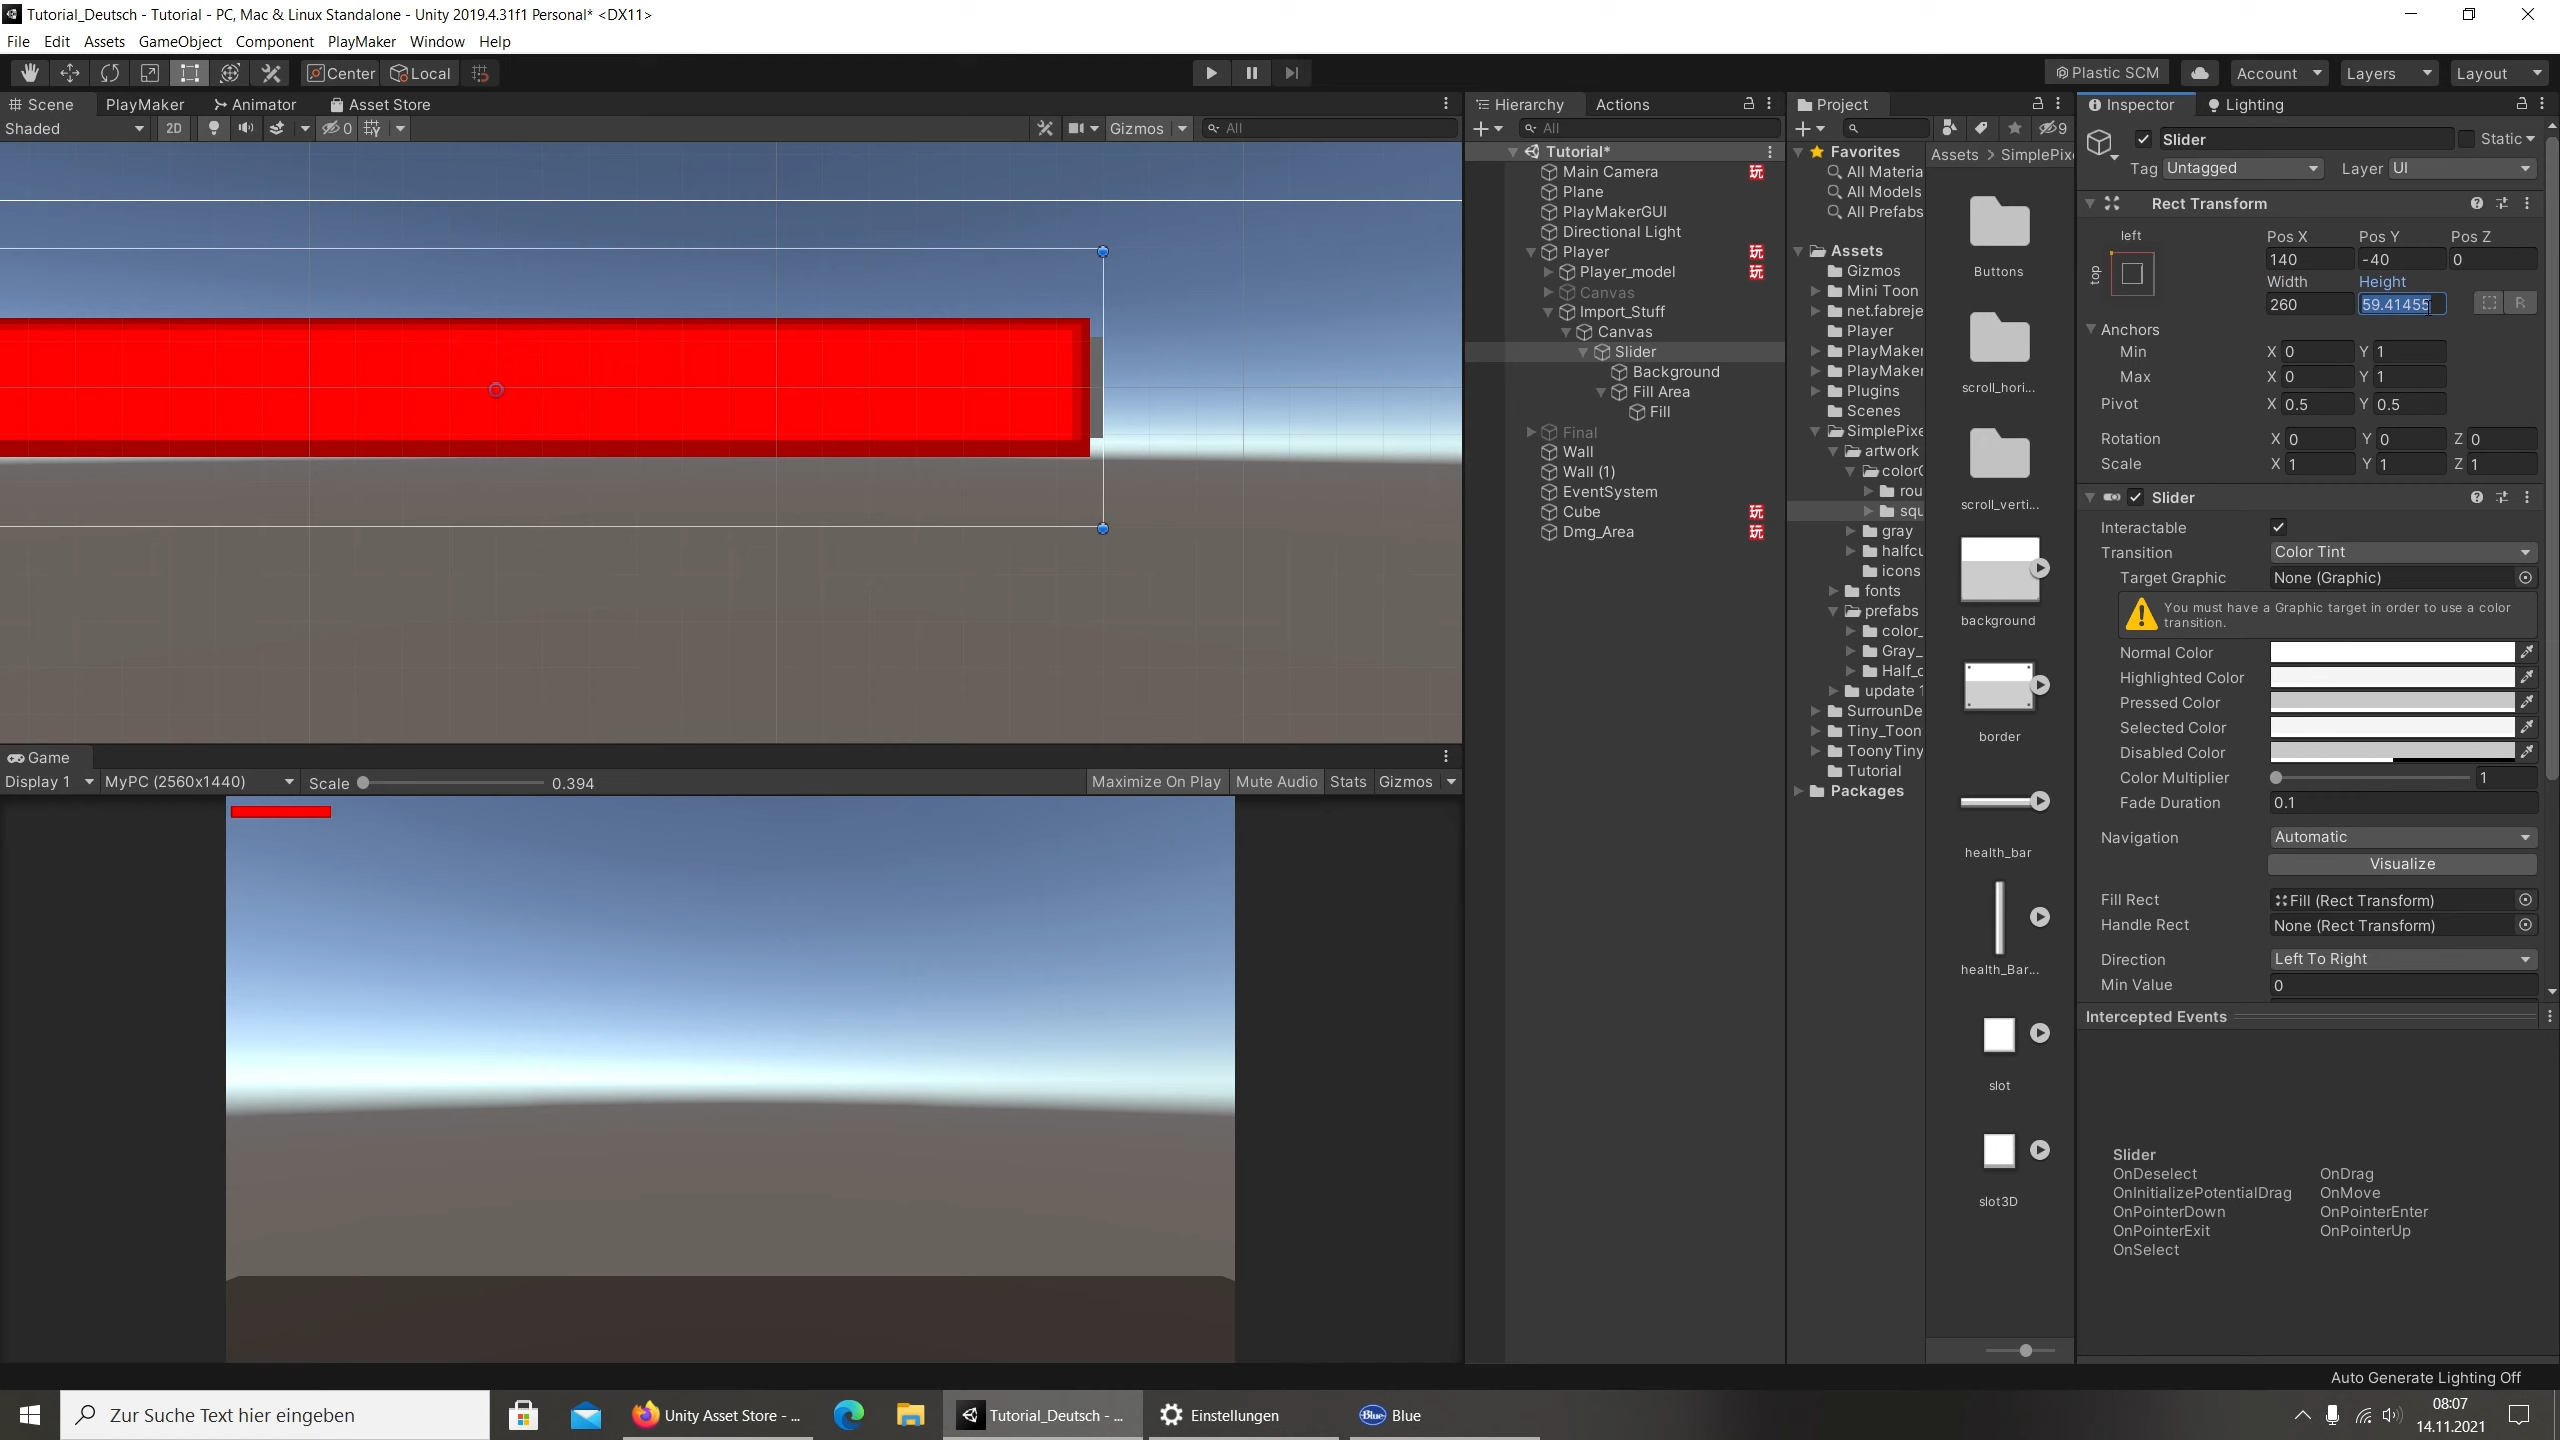 Tutorial_Deutsch - Tutorial - PC, Mac & Linux Standalone - Unity 2019.4.31f1 Personal* <DX11>
File Edit Assets GameObject Component PlayMaker Window Help
Center Local Plastic SCM Account Layers Layout
Scene PlayMaker Animator Asset Store
Shaded 2D 0 Gizmos All
Hierarchy Actions
All
Tutorial*
Main Camera
Plane
PlayMakerGUI
Directional Light
Player
Player_model
Canvas
Import_Stuff
Canvas
Slider
Background
Fill Area
Fill
Final
Wall
Wall (1)
EventSystem
Cube
Dmg_Area
Project
9
Favorites
All Materia
All Models
All Prefabs
Assets
Gizmos
Mini Toon
net.fabreje
Player
PlayMaker
PlayMaker
Plugins
Scenes
SimplePixe
artwork
color
rou
squ
gray
halfcu
icons
fonts
prefabs
color_
Gray_
Half_c
update 1
SurrounDe
Tiny_Toon
ToonyTiny
Tutorial
Packages
Assets > SimplePix
Buttons
scroll_hori...
scroll_verti...
background
border
health_bar
health_Bar...
slot
slot3D
Inspector Lighting
Slider Static
Tag Untagged Layer UI
Rect Transform
left
top
Pos X Pos Y Pos Z
140 -40 0
Width Height
260 59.41455 R
Anchors
Min X 0 Y 1
Max X 0 Y 1
Pivot X 0.5 Y 0.5
Rotation X 0 Y 0 Z 0
Scale X 1 Y 1 Z 1
Slider
Interactable
Transition Color Tint
Target Graphic None (Graphic)
You must have a Graphic target in order to use a color
transition.
Normal Color
Highlighted Color
Pressed Color
Selected Color
Disabled Color
Color Multiplier 1
Fade Duration 0.1
Navigation Automatic
Visualize
Fill Rect Fill (Rect Transform)
Handle Rect None (Rect Transform)
Direction Left To Right
Min Value 0
Intercepted Events
Slider
OnDeselect OnDrag
OnInitializePotentialDrag OnMove
OnPointerDown OnPointerEnter
OnPointerExit OnPointerUp
OnSelect
Game
Display 1 MyPC (2560x1440) Scale 0.394 Maximize On Play Mute Audio Stats Gizmos
Auto Generate Lighting Off
Zur Suche Text hier eingeben
Unity Asset Store - ...
Tutorial_Deutsch - ...
Einstellungen
Blue Blue
08:07
14.11.2021